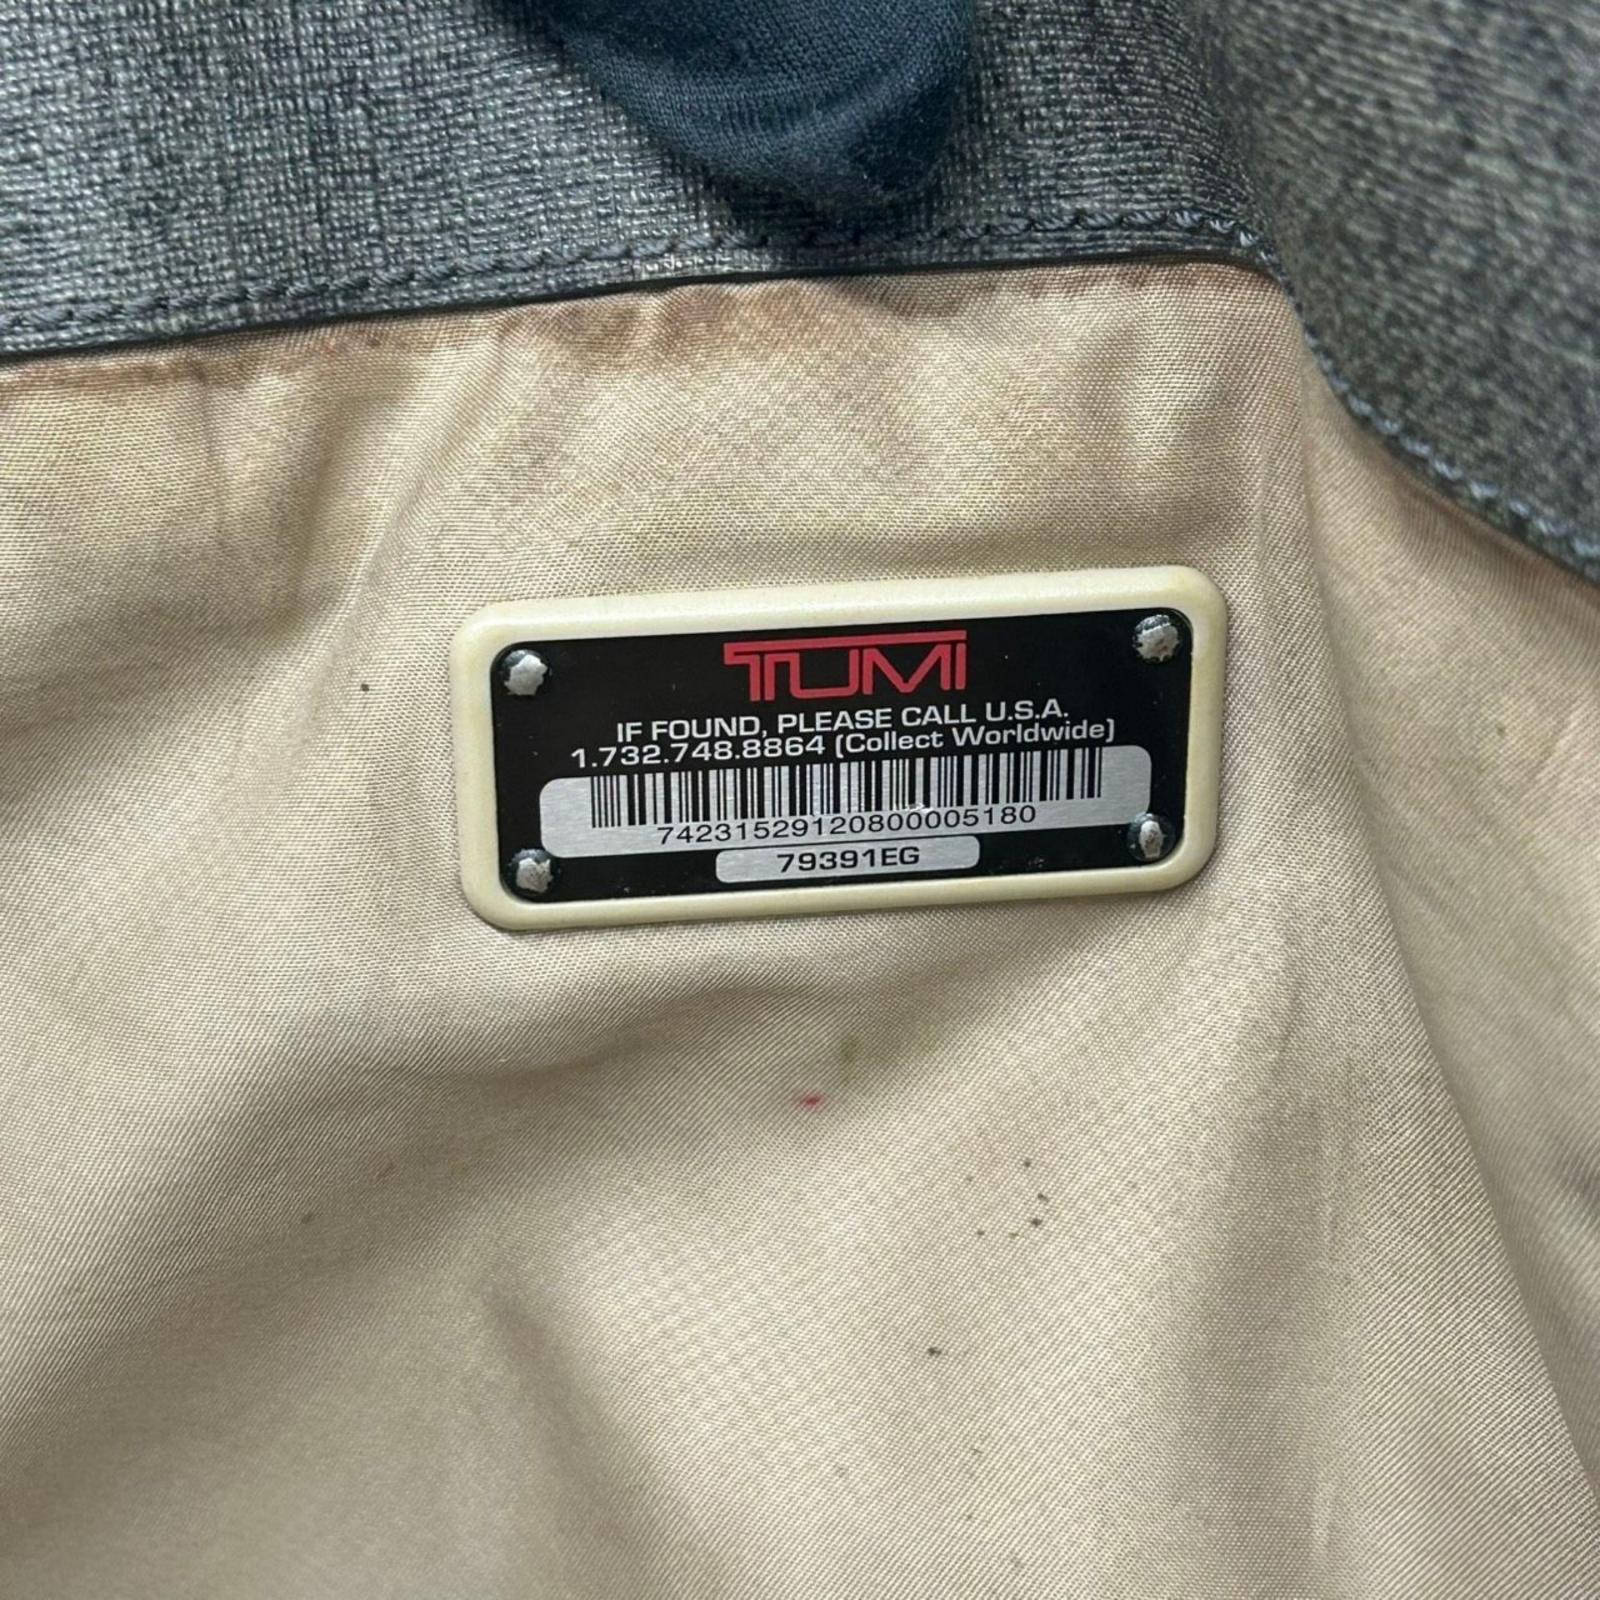 TUMI
IF FOUND, PLEASE CALL U.S.A.
1.732.748.8864 (Collect Worldwide)
74231529120800005180
79391EG